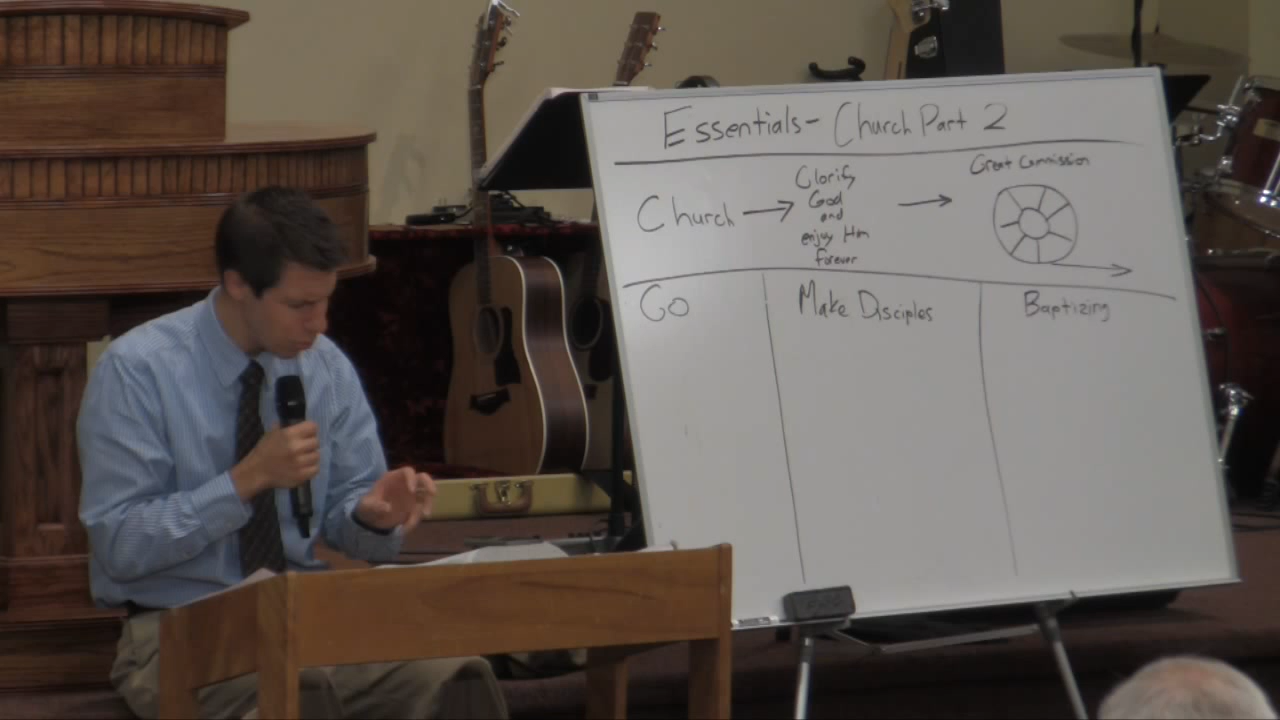 Essentials- Church Part 2
Church
Glorify
God
and
enjoy Him
forever
Great Commission
Go
Make Disciples
Baptizing